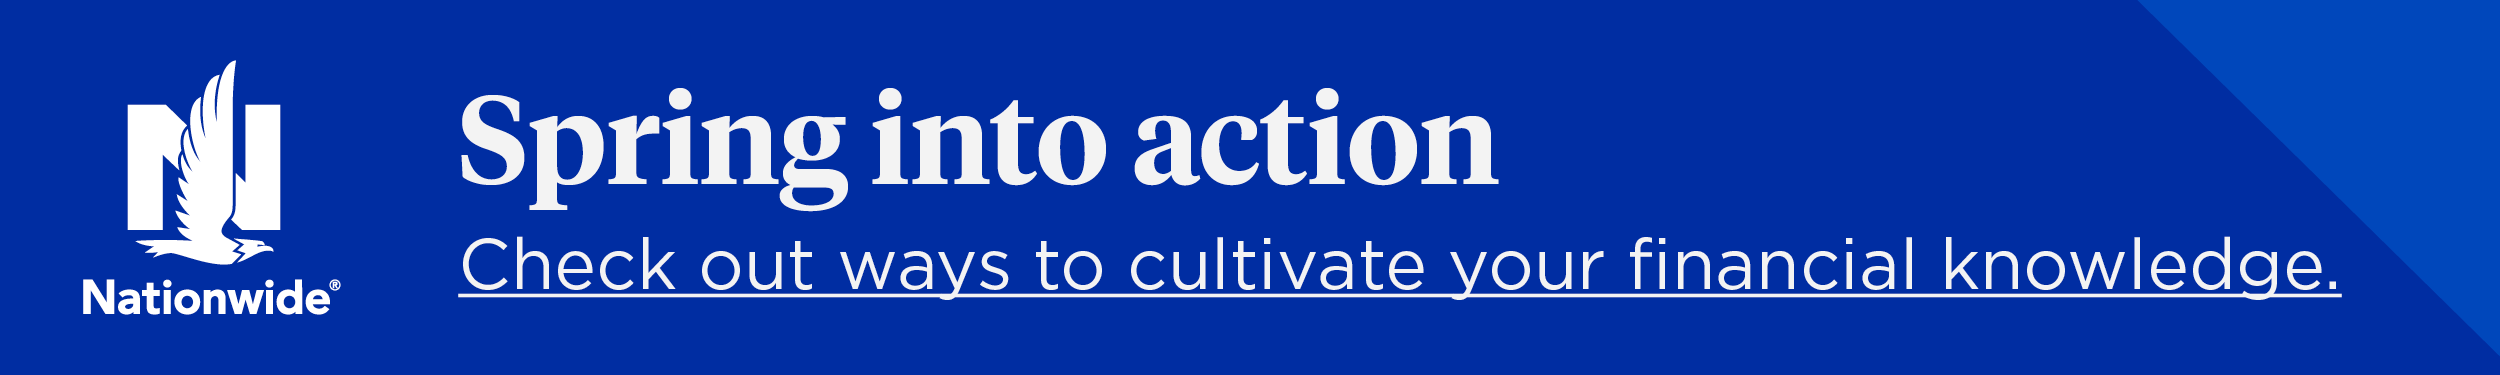 Spring into action
Check out ways to cultivate your financial knowledge.
Nationwide®